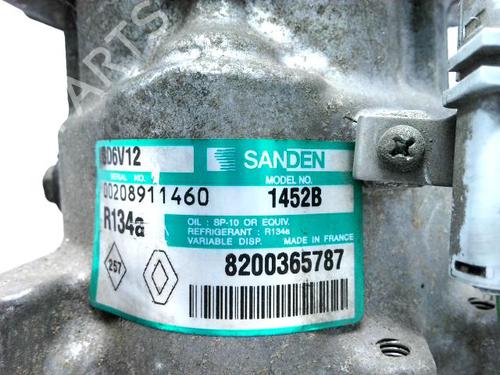 SD6V12
SANDEN
SERIAL NO.
MODEL NO.
00208911460
1452B
R134a
OIL : SP-10 OR EQUIV.
REFRIGERANT : R134a
VARIABLE DISP. MADE IN FRANCE
257
8200365787